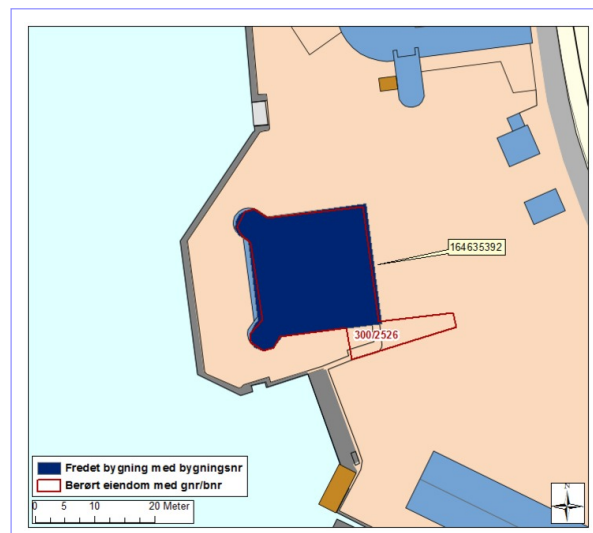 164635392
300/2526
Fredet bygning med bygningsnr
Berørt eiendom med gnr/bnr
0 5 10 20 Meter
N